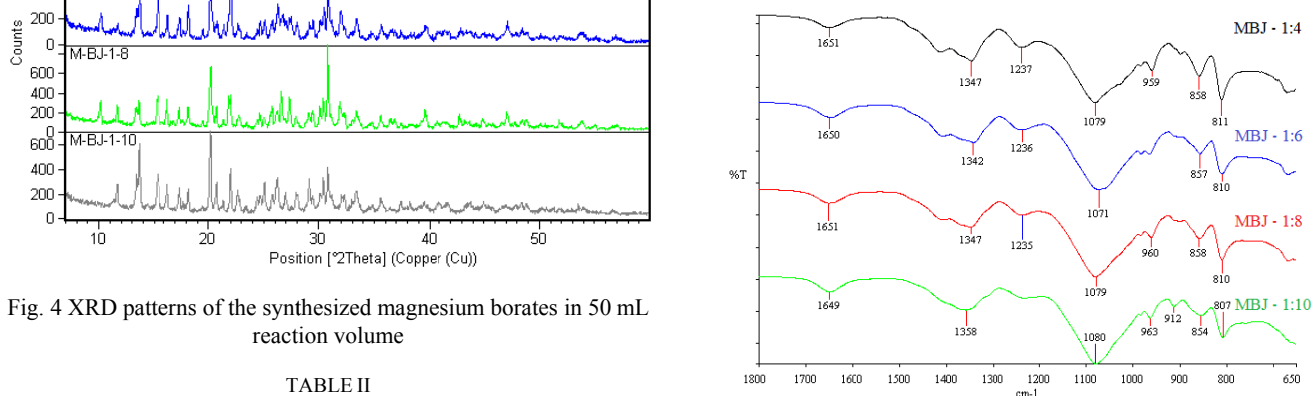 200
0
Counts
M-BJ-1-8
600
400
200
0
M-BJ-1-10
600
400
200
0
10 20 30 40 50
Position [°2Theta] (Copper (Cu))
Fig. 4 XRD patterns of the synthesized magnesium borates in 50 mL
reaction volume
TABLE II
MBJ - 1:4
1651 1347 1237 1079 959 858 811
MBJ - 1:6
1650 1342 1236 1071 857 810
%T
MBJ - 1:8
1651 1347 1235 1079 960 858 810
MBJ - 1:10
1649 1358 1080 963 912 854 807
1800 1700 1600 1500 1400 1300 1200 1100 1000 900 800 650
cm-1